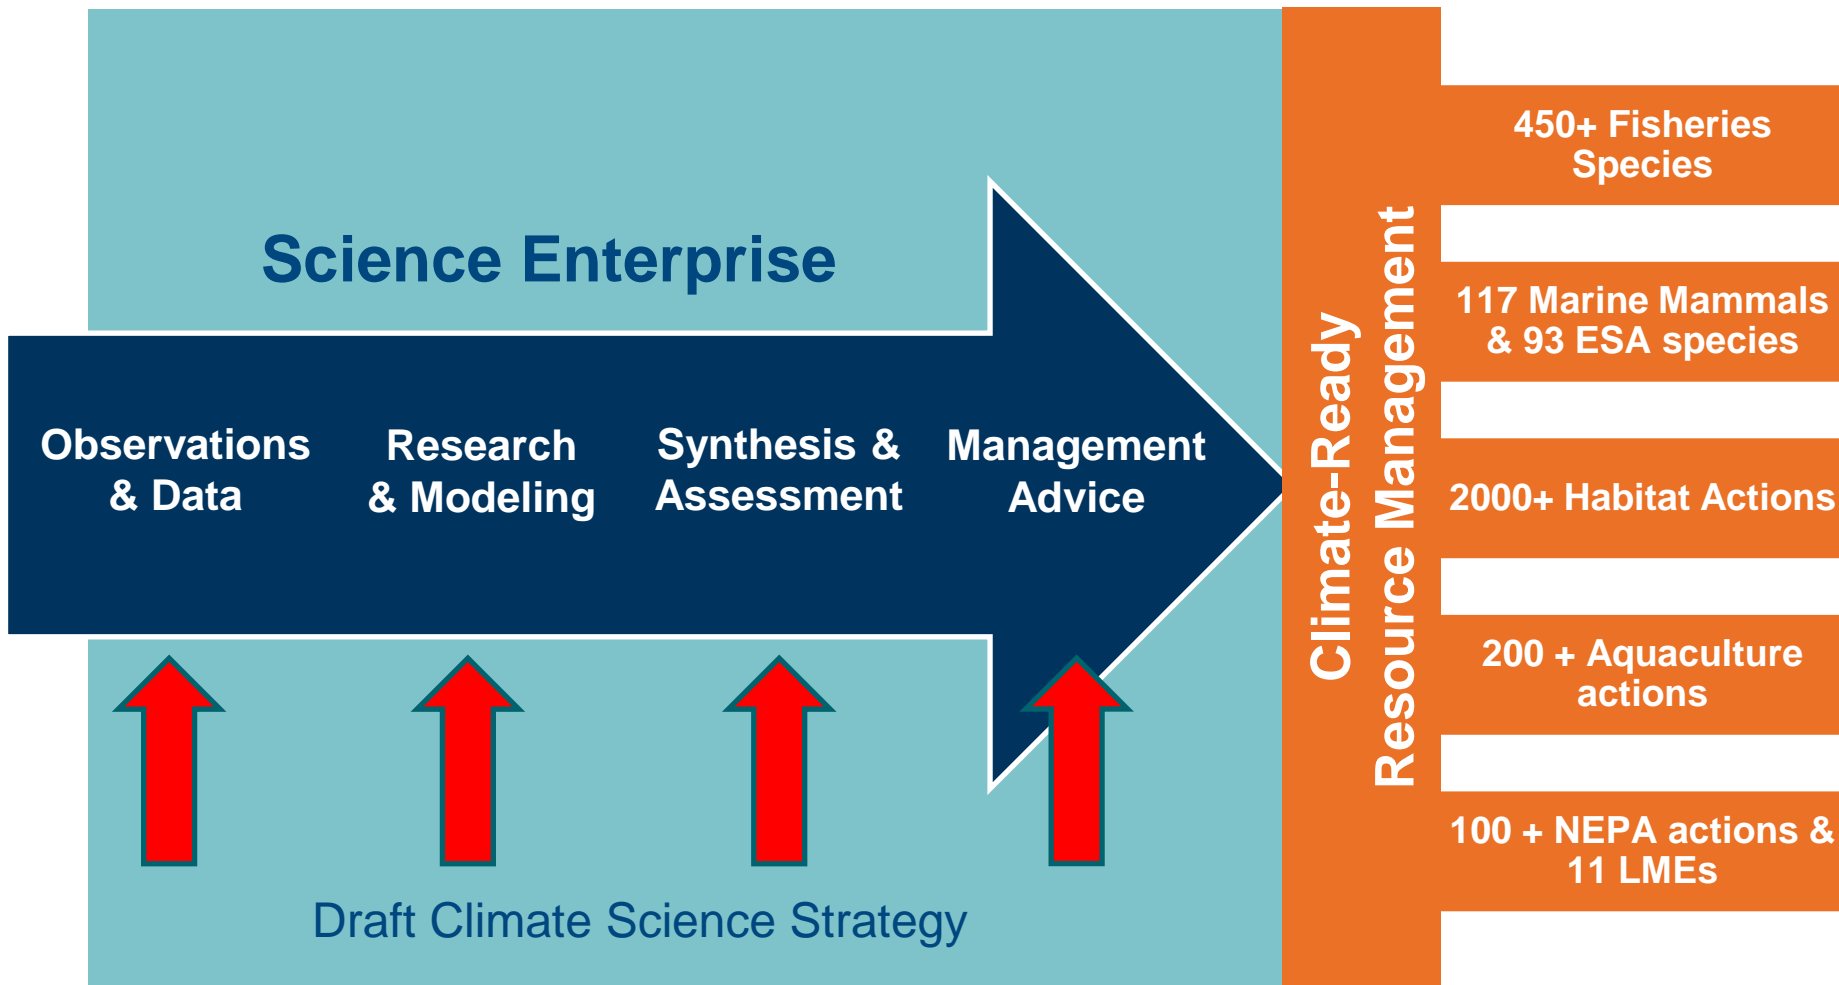 Science Enterprise
Observations
& Data
Research
& Modeling
Synthesis &
Assessment
Management
Advice
Draft Climate Science Strategy
Climate-Ready
Resource Management
450+ Fisheries
Species
117 Marine Mammals
& 93 ESA species
2000+ Habitat Actions
200 + Aquaculture
actions
100 + NEPA actions &
11 LMEs